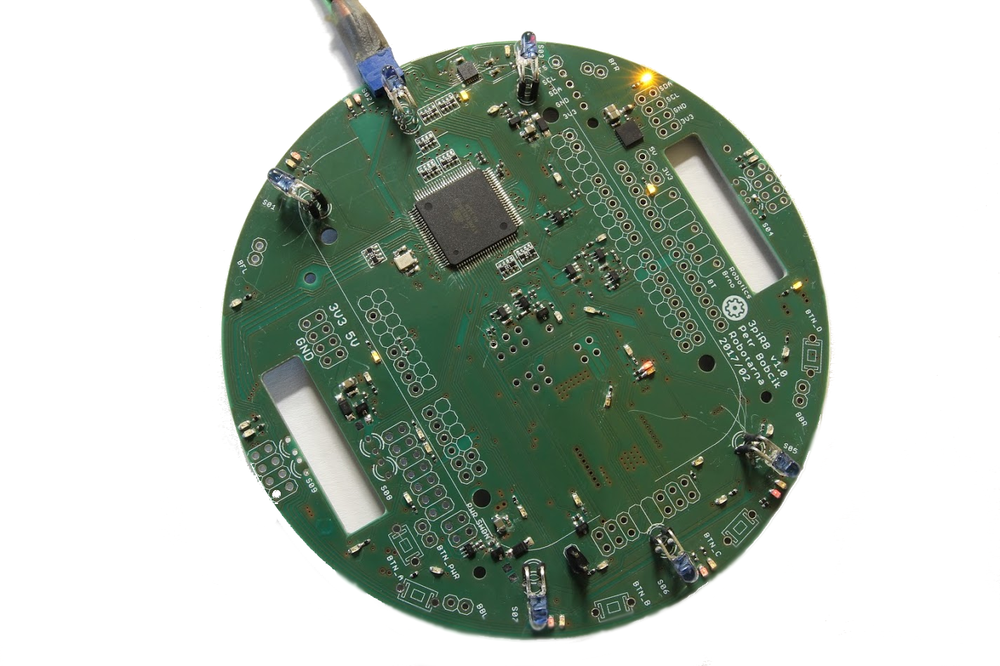 S03
S02
BFR
SCL
SDA
GND
3V3
SDA
SCL
GND
3V3
5V
3V3
S01
S04
BFL
BT
Robotics
Brno
3piRB v1.0
Petr Bobcik
Robotarna
2017/02
BTN_D
3V3 5V
GND
BBR
S05
S09
S08
PWR_SWON
BTN_PWR
BTN_A
BTN_C
BTN_B
S06
S07
BBL